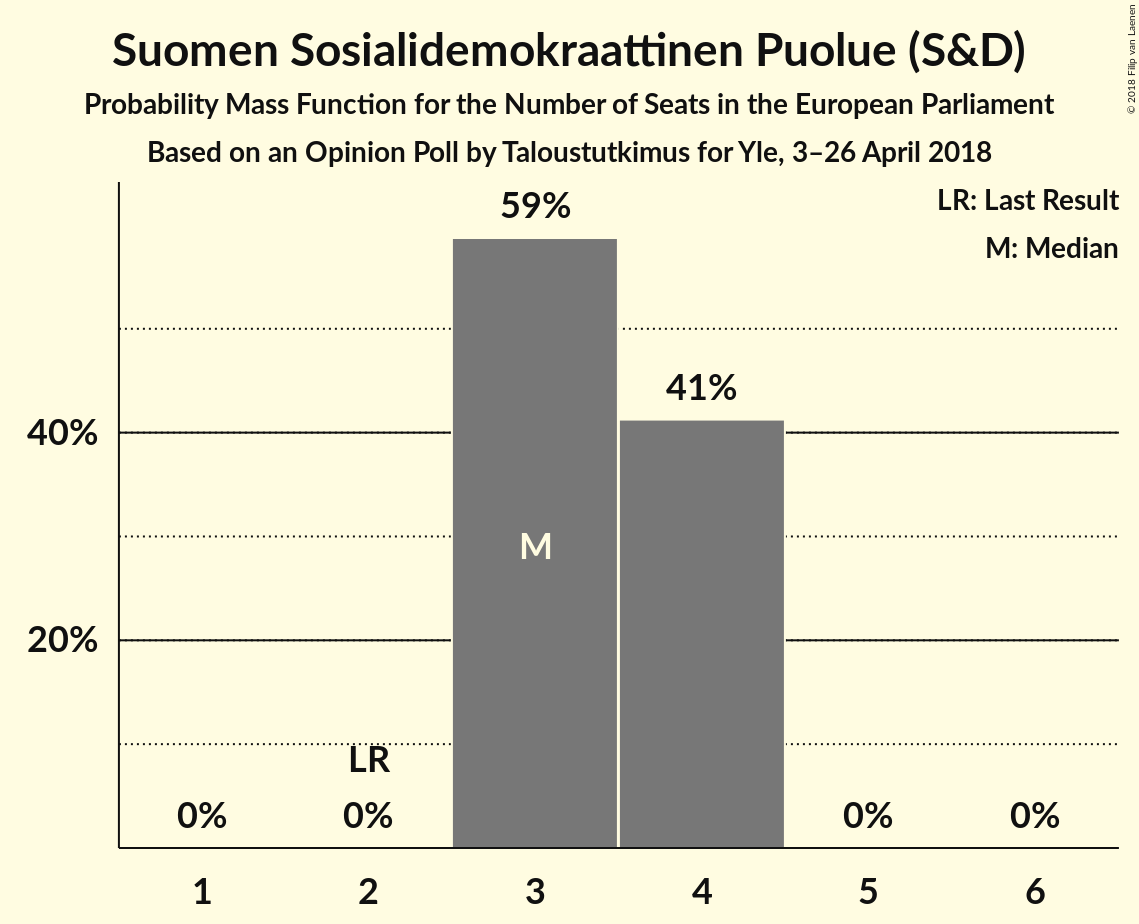 Suomen Sosialidemokraattinen Puolue (S&D)
Probability Mass Function for the Number of Seats in the European Parliament
Based on an Opinion Poll by Taloustutkimus for Yle, 3–26 April 2018
© 2018 Filip van Laenen
LR: Last Result
M: Median
59%
41%
40%
M
20%
LR
0% 0% 0% 0%
1 2 3 4 5 6